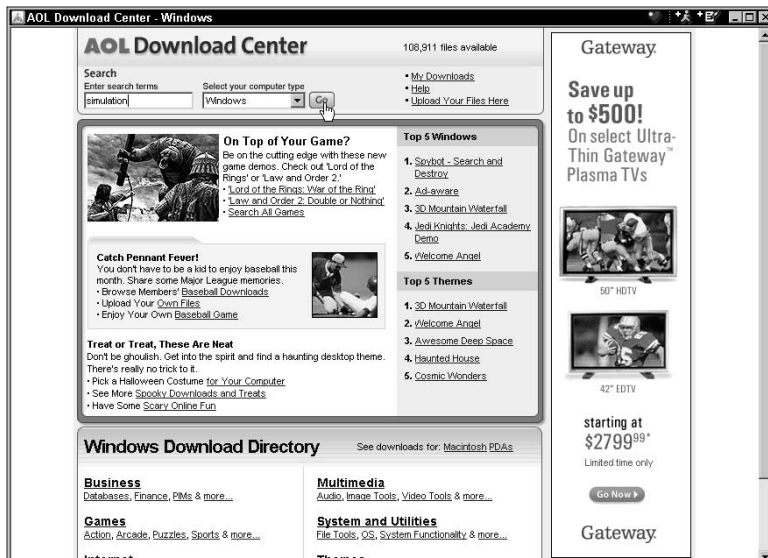 AOL Download Center - Windows
AOL Download Center
108,911 files available
Search
Enter search terms
Select your computer type
simulation
Windows
Go
• My Downloads
• Help
• Upload Your Files Here
On Top of Your Game?
Be on the cutting edge with these new
game demos. Check out 'Lord of the
Rings' or 'Law and Order 2.'
• 'Lord of the Rings: War of the Ring'
• 'Law and Order 2: Double or Nothing'
• Search All Games
Catch Pennant Fever!
You don't have to be a kid to enjoy baseball this
month. Share some Major League memories.
• Browse Members' Baseball Downloads
• Upload Your Own Files
• Enjoy Your Own Baseball Game
Treat or Treat, These Are Neat
Don't be ghoulish. Get into the spirit and find a haunting desktop theme.
There's really no trick to it.
• Pick a Halloween Costume for Your Computer
• See More Spooky Downloads and Treats
• Have Some Scary Online Fun
Top 5 Windows
1. Spybot - Search and
Destroy
2. Ad-aware
3. 3D Mountain Waterfall
4. Jedi Knights: Jedi Academy
Demo
5. Welcome Angel
Top 5 Themes
1. 3D Mountain Waterfall
2. Welcome Angel
3. Awesome Deep Space
4. Haunted House
5. Cosmic Wonders
Windows Download Directory
See downloads for: Macintosh PDAs
Business
Databases, Finance, PIMs & more...
Multimedia
Audio, Image Tools, Video Tools & more...
Games
Action, Arcade, Puzzles, Sports & more...
System and Utilities
File Tools, OS, System Functionality & more...
Gateway.
Save up
to $500!
On select Ultra-
Thin Gateway™
Plasma TVs
50" HDTV
42" EDTV
starting at
$2799⁹⁹*
Limited time only
Go Now
Gateway